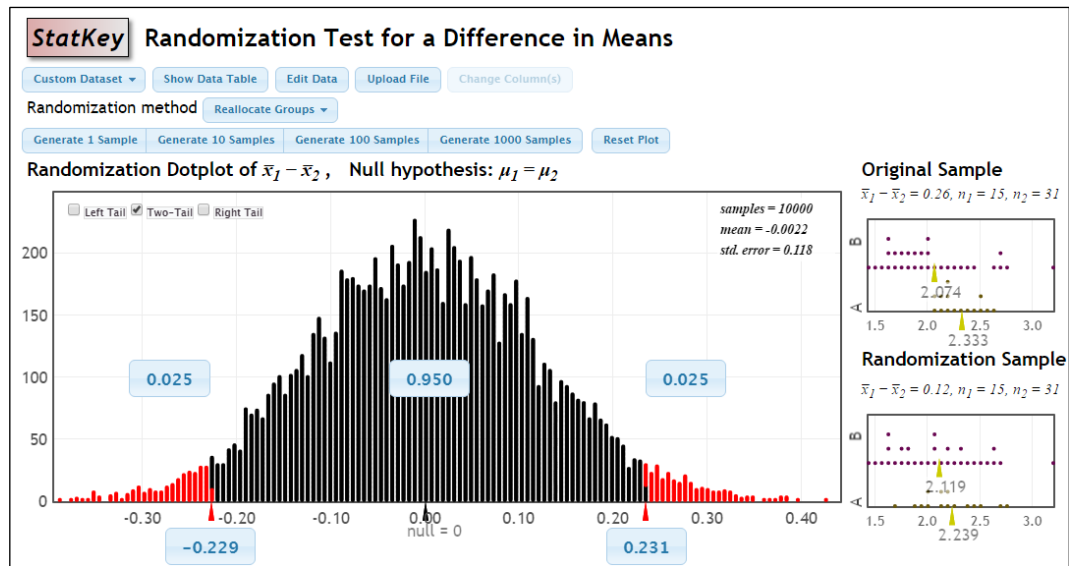 StatKey Randomization Test for a Difference in Means
Custom Dataset Show Data Table Edit Data Upload File Change Column(s)
Randomization method Reallocate Groups
Generate 1 Sample Generate 10 Samples Generate 100 Samples Generate 1000 Samples Reset Plot
Randomization Dotplot of x̄₁ − x̄₂ , Null hypothesis: μ₁ = μ₂
Left Tail Two-Tail Right Tail
samples = 10000
mean = -0.0022
std. error = 0.118
200
150
100
50
0
0.025 0.950 0.025
-0.30 -0.20 -0.10 0.00 0.10 0.20 0.30 0.40
null = 0
−0.229 0.231
Original Sample
x̄₁ − x̄₂ = 0.26, n₁ = 15, n₂ = 31
B
2.074
A
1.5 2.0 2.5 3.0
2.333
Randomization Sample
x̄₁ − x̄₂ = 0.12, n₁ = 15, n₂ = 31
B
2.119
A
1.5 2.0 2.5 3.0
2.239